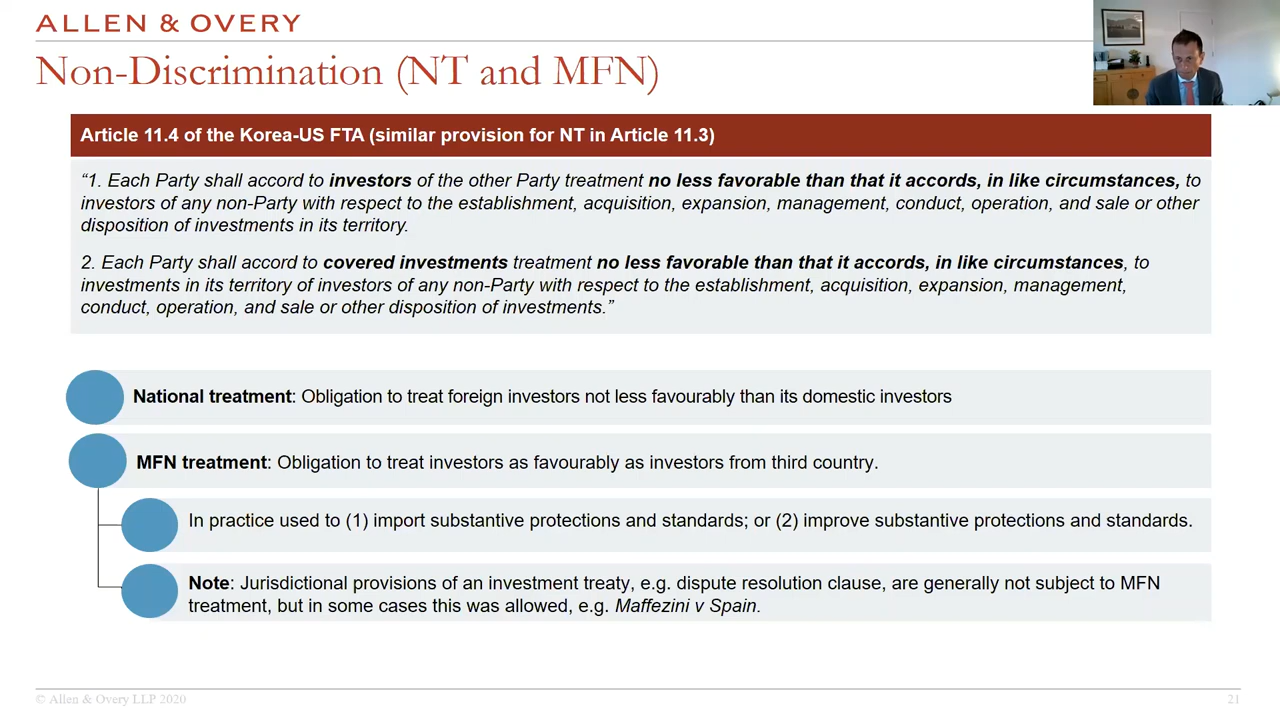 ALLEN & OVERY
Non-Discrimination (NT and MFN)
Article 11.4 of the Korea-US FTA (similar provision for NT in Article 11.3)
“1. Each Party shall accord to investors of the other Party treatment no less favorable than that it accords, in like circumstances, to
investors of any non-Party with respect to the establishment, acquisition, expansion, management, conduct, operation, and sale or other
disposition of investments in its territory.
2. Each Party shall accord to covered investments treatment no less favorable than that it accords, in like circumstances, to
investments in its territory of investors of any non-Party with respect to the establishment, acquisition, expansion, management,
conduct, operation, and sale or other disposition of investments.”
National treatment: Obligation to treat foreign investors not less favourably than its domestic investors
MFN treatment: Obligation to treat investors as favourably as investors from third country.
In practice used to (1) import substantive protections and standards; or (2) improve substantive protections and standards.
Note: Jurisdictional provisions of an investment treaty, e.g. dispute resolution clause, are generally not subject to MFN
treatment, but in some cases this was allowed, e.g. Maffezini v Spain.
© Allen & Overy LLP 2020
21